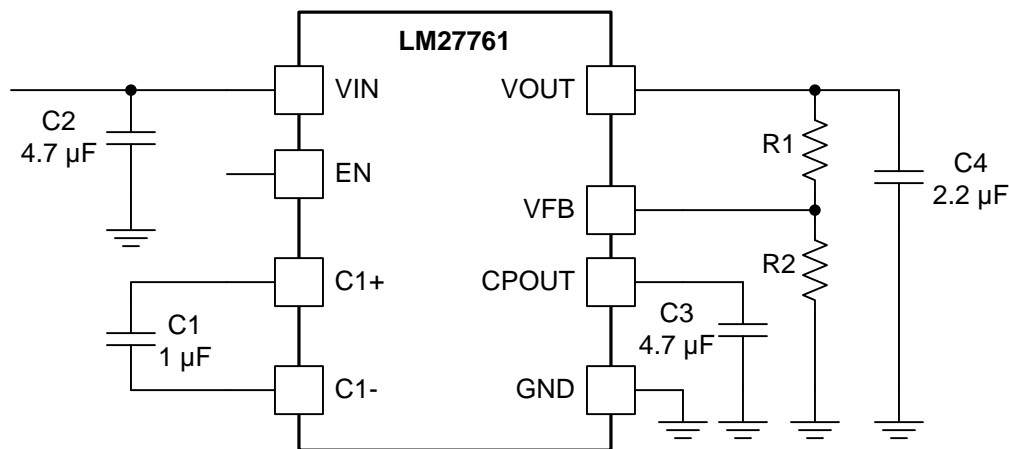 LM27761
VIN
VOUT
C2
4.7 µF
R1
EN
C4
2.2 µF
VFB
R2
C1+
CPOUT
C1
1 µF
C3
4.7 µF
C1-
GND